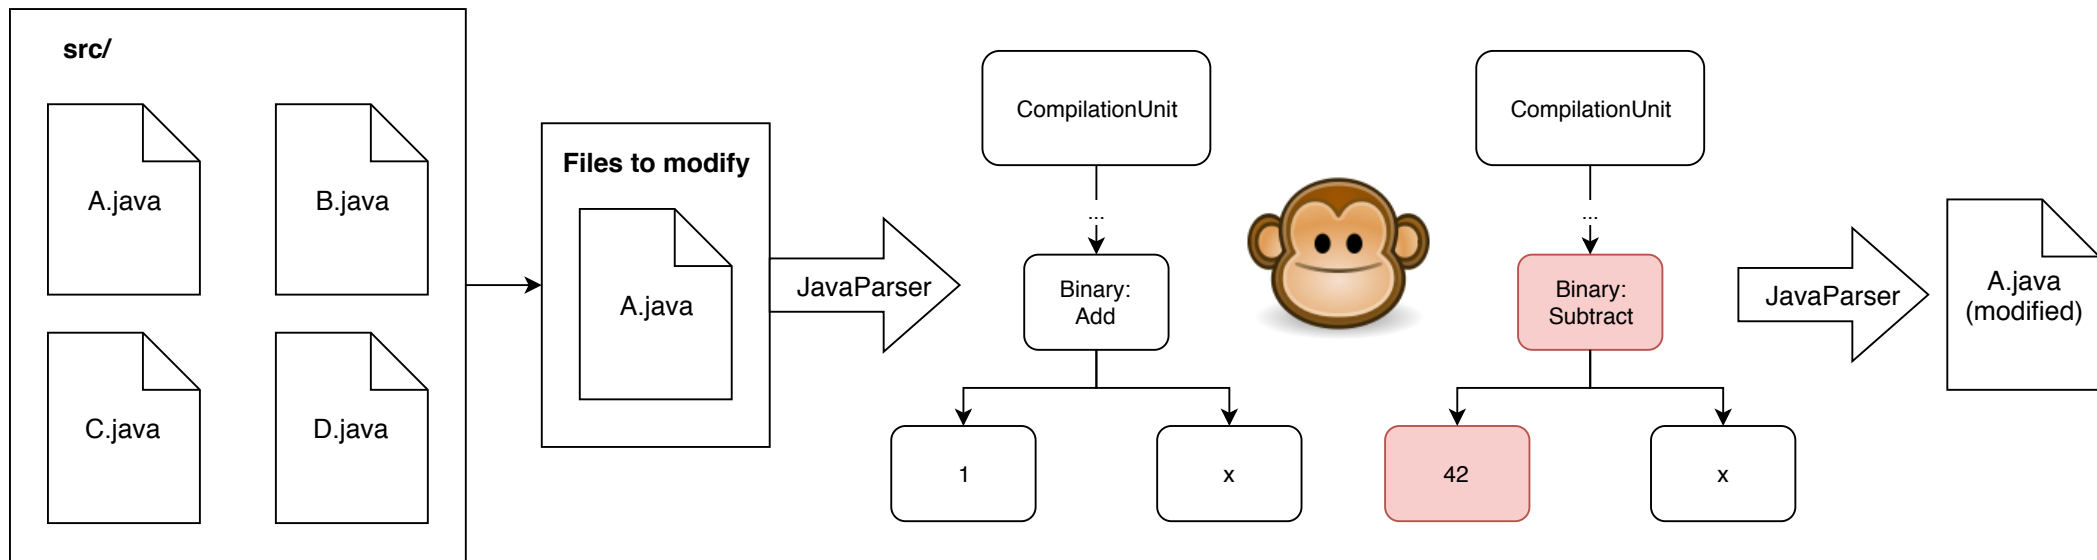 src/
A.java
B.java
C.java
D.java
Files to modify
A.java
JavaParser
CompilationUnit
...
Binary:
Add
1
x
CompilationUnit
...
Binary:
Subtract
42
x
JavaParser
A.java
(modified)